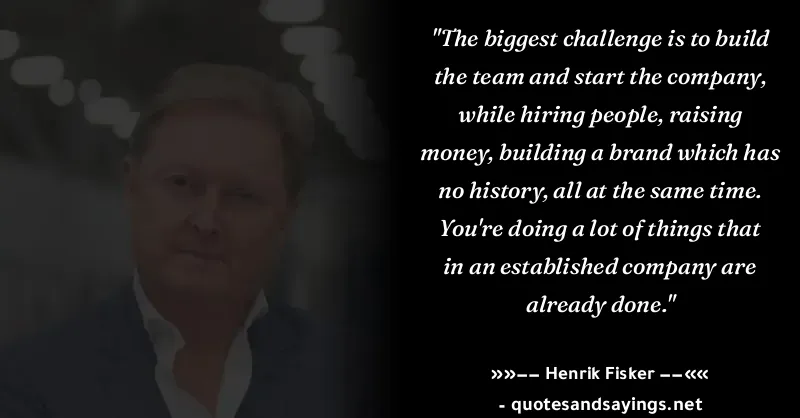 "The biggest challenge is to build
the team and start the company,
while hiring people, raising
money, building a brand which has
no history, all at the same time.
You're doing a lot of things that
in an established company are
already done."
»»−− Henrik Fisker −−««
- quotesandsayings.net